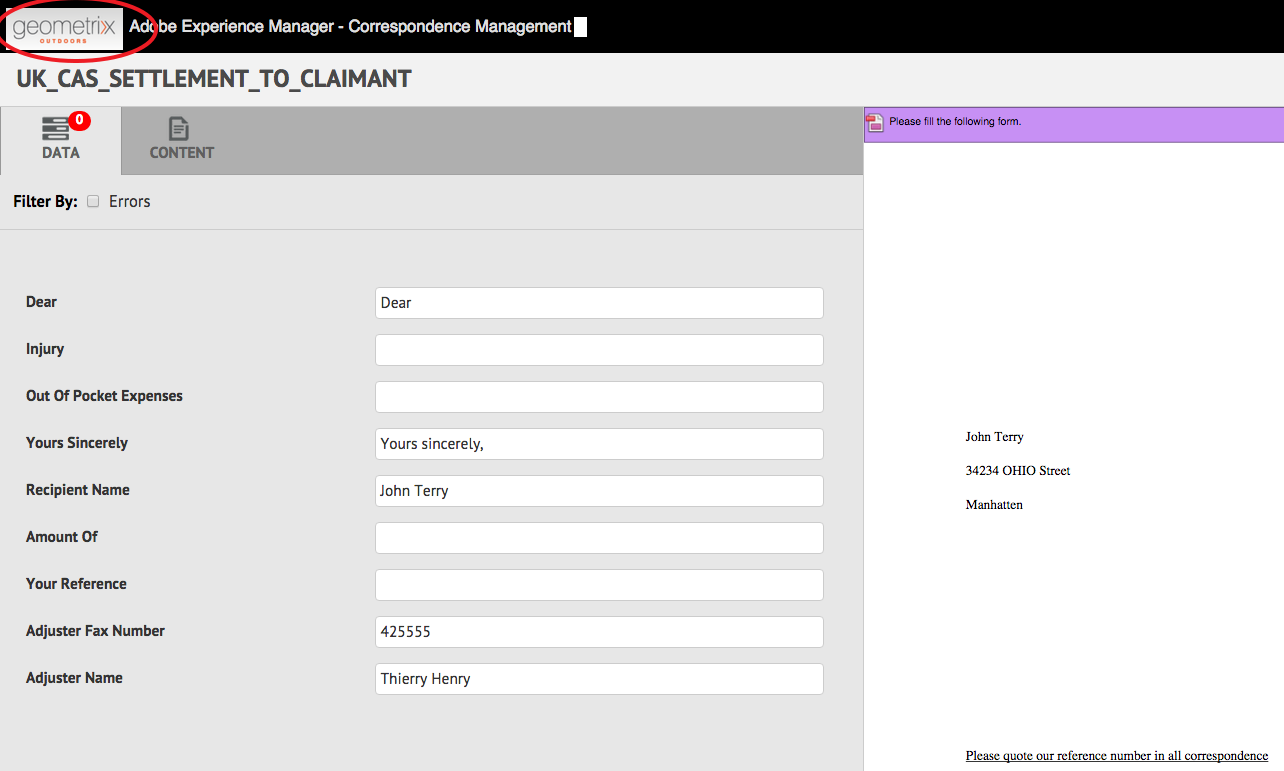 geometrixx
OUTDOORS
Adobe Experience Manager - Correspondence Management
UK_CAS_SETTLEMENT_TO_CLAIMANT
0
DATA
CONTENT
Filter By: Errors
Dear Dear
Injury
Out Of Pocket Expenses
Yours Sincerely Yours sincerely,
Recipient Name John Terry
Amount Of
Your Reference
Adjuster Fax Number 425555
Adjuster Name Thierry Henry
Please fill the following form.
John Terry
34234 OHIO Street
Manhatten
Please quote our reference number in all correspondence